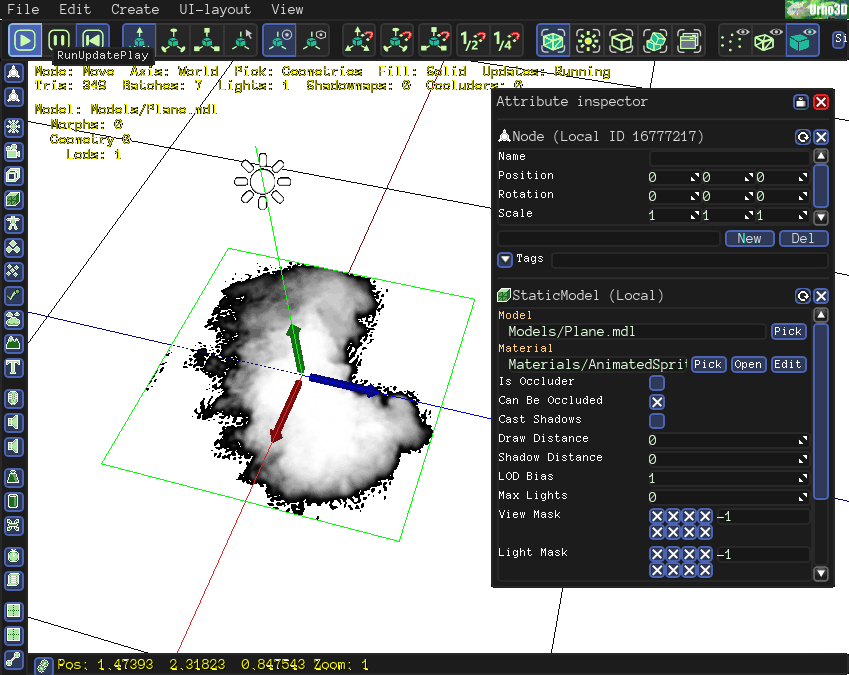 File Edit Create UI-layout View
Urho3D
1/2? 1/4?
RunUpdatePlay
Mode: Move Axis: World Pick: Geometries Fill: Solid Updates: Running
Tris: 348 Batches: 7 Lights: 1 Shadowmaps: 0 Occluders: 0
Model: Models/Plane.mdl
Morphs: 0
Geometry 0
Lods: 1
Attribute inspector
Node (Local ID 16777217)
Name
Position 0 0 0
Rotation 0 0 0
Scale 1 1 1
New Del
Tags
StaticModel (Local)
Model
Models/Plane.mdl Pick
Material
Materials/AnimatedSprit Pick Open Edit
Is Occluder
Can Be Occluded
Cast Shadows
Draw Distance 0
Shadow Distance 0
LOD Bias 1
Max Lights 0
View Mask -1
Light Mask -1
Pos: 1.47393 2.31823 0.847543 Zoom: 1